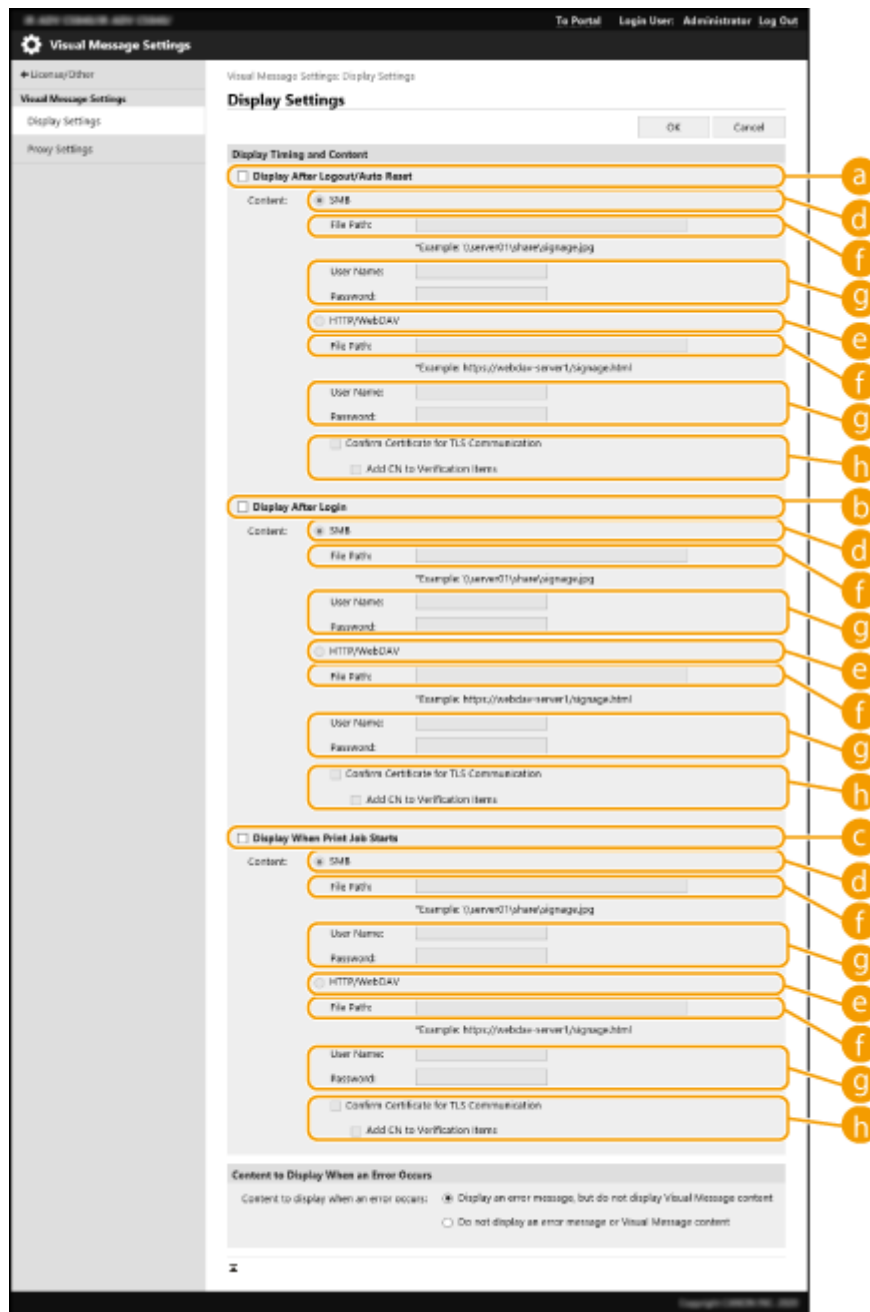 To Portal Login User: Administrator Log Out
Visual Message Settings
License/Other
Visual Message Settings
Display Settings
Proxy Settings
Visual Message Settings: Display Settings
Display Settings
OK Cancel
Display Timing and Content
Display After Logout/Auto Reset
a
Content: SMB
d
File Path:
f
*Example: \\server01\share\signage.jpg
User Name:
g
Password:
HTTP/WebDAV
e
File Path:
f
*Example: https://webdav-server1/signage.html
User Name:
g
Password:
Confirm Certificate for TLS Communication
h
Add CN to Verification Items
Display After Login
b
Content: SMB
d
File Path:
f
*Example: \\server01\share\signage.jpg
User Name:
g
Password:
HTTP/WebDAV
e
File Path:
f
*Example: https://webdav-server1/signage.html
User Name:
g
Password:
Confirm Certificate for TLS Communication
h
Add CN to Verification Items
Display When Print Job Starts
c
Content: SMB
d
File Path:
f
*Example: \\server01\share\signage.jpg
User Name:
g
Password:
HTTP/WebDAV
e
File Path:
f
*Example: https://webdav-server1/signage.html
User Name:
g
Password:
Confirm Certificate for TLS Communication
h
Add CN to Verification Items
Content to Display When an Error Occurs
Content to display when an error occurs: Display an error message, but do not display Visual Message content
Do not display an error message or Visual Message content